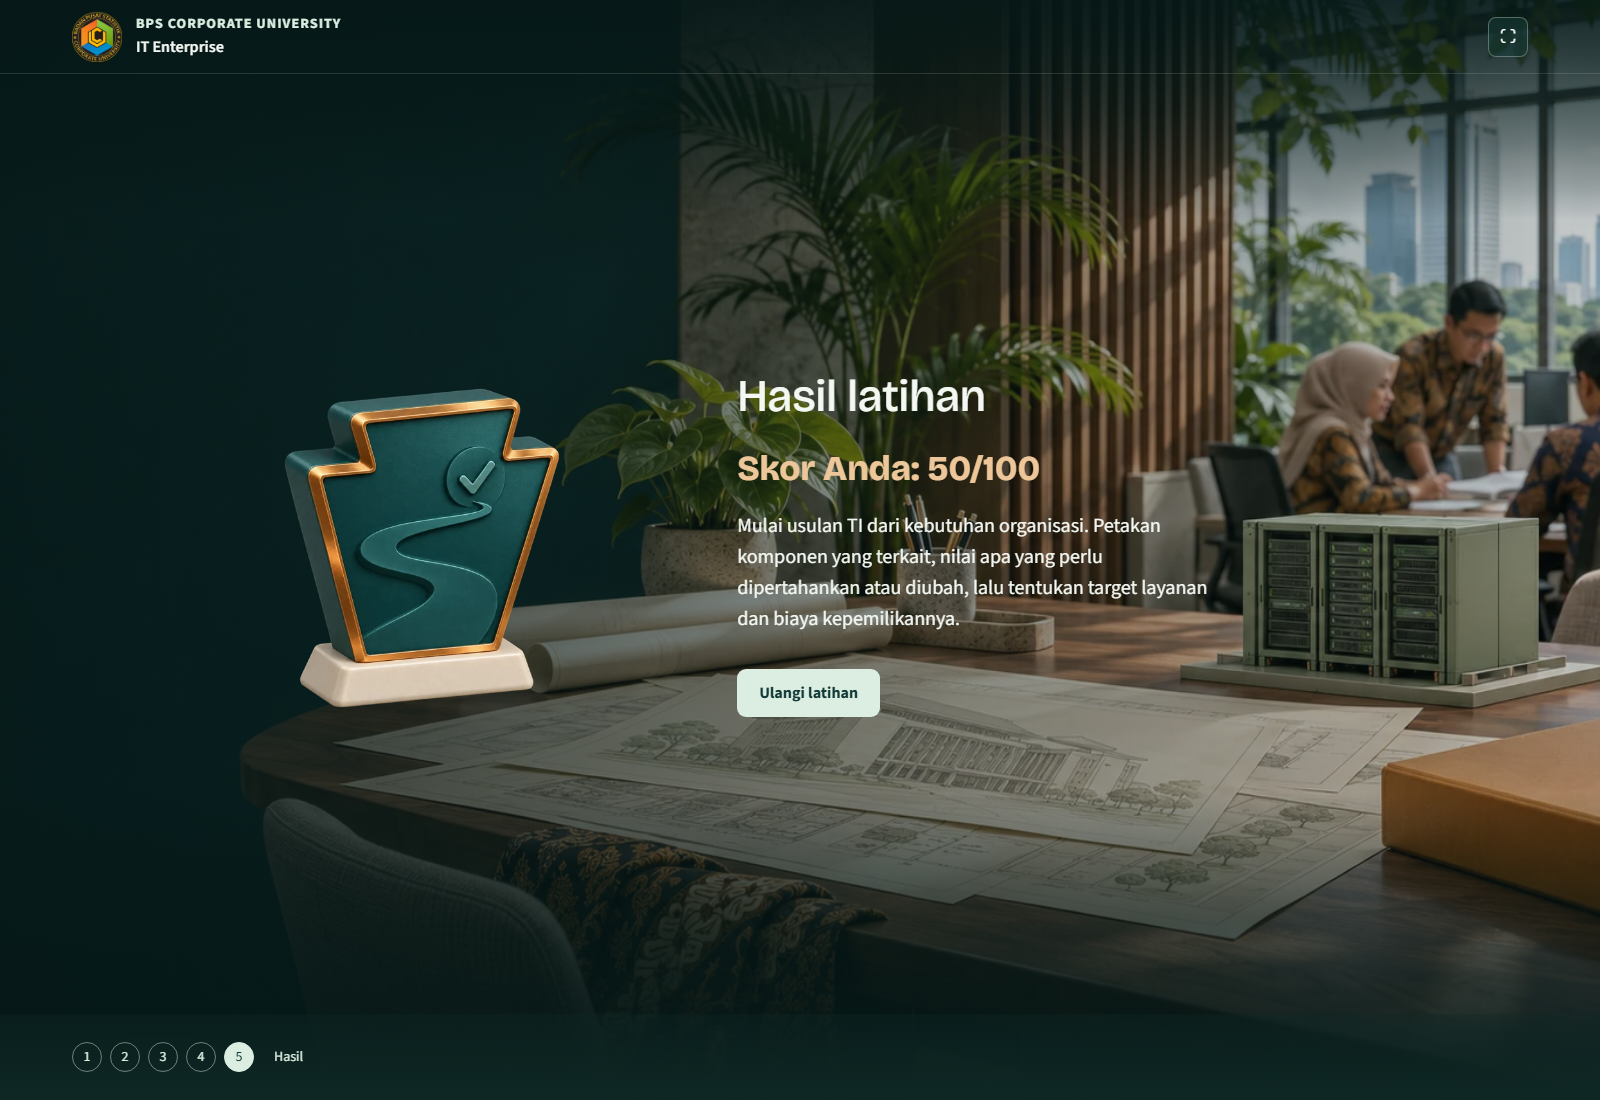 BPS CORPORATE UNIVERSITY
IT Enterprise
Hasil latihan
Skor Anda: 50/100
Mulai usulan TI dari kebutuhan organisasi. Petakan
komponen yang terkait, nilai apa yang perlu
dipertahankan atau diubah, lalu tentukan target layanan
dan biaya kepemilikannya.
Ulangi latihan
1 2 3 4 5 Hasil